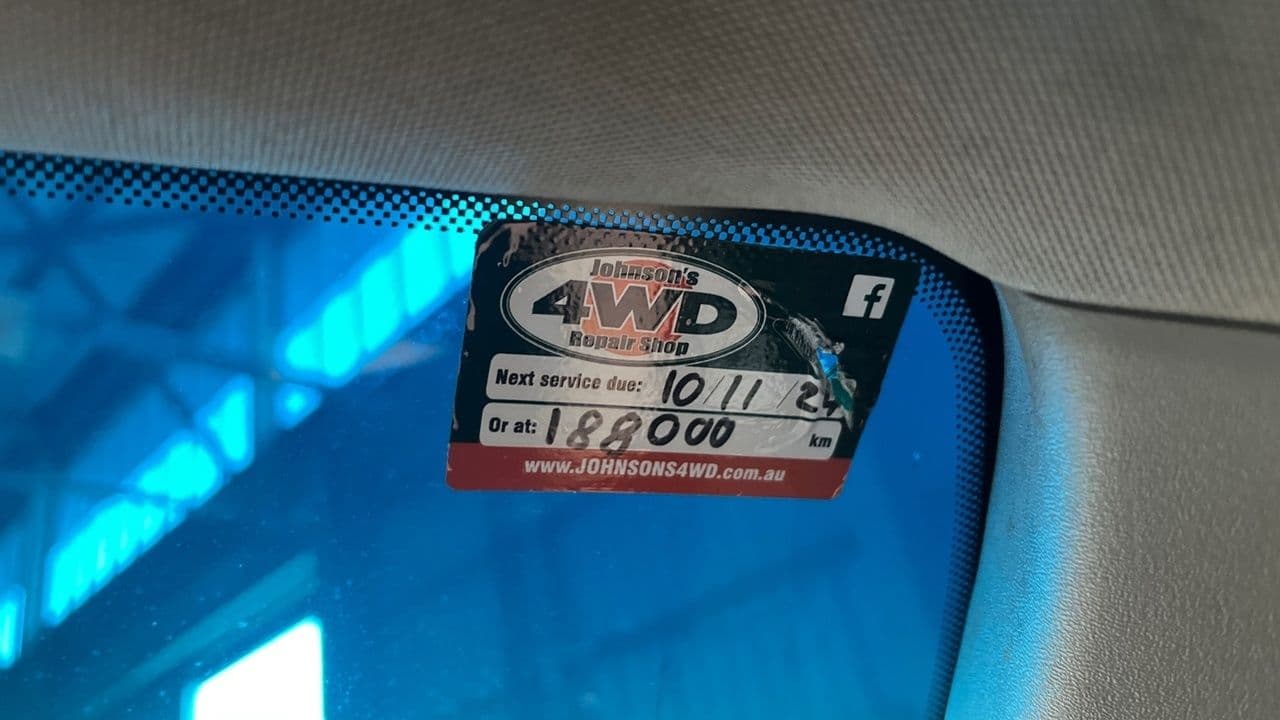 Johnson's
4WD
Repair Shop
f
Next service due: 10/11/24
Or at: 188000 km
www.JOHNSONS4WD.com.au